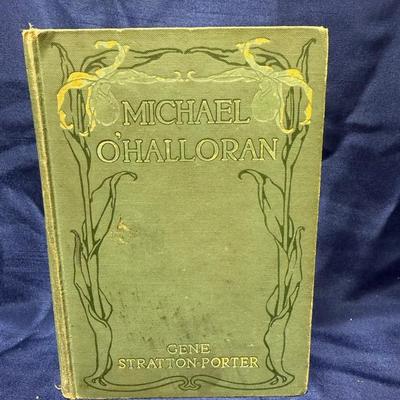 MICHAEL
O'HALLORAN
GENE
STRATTON-PORTER